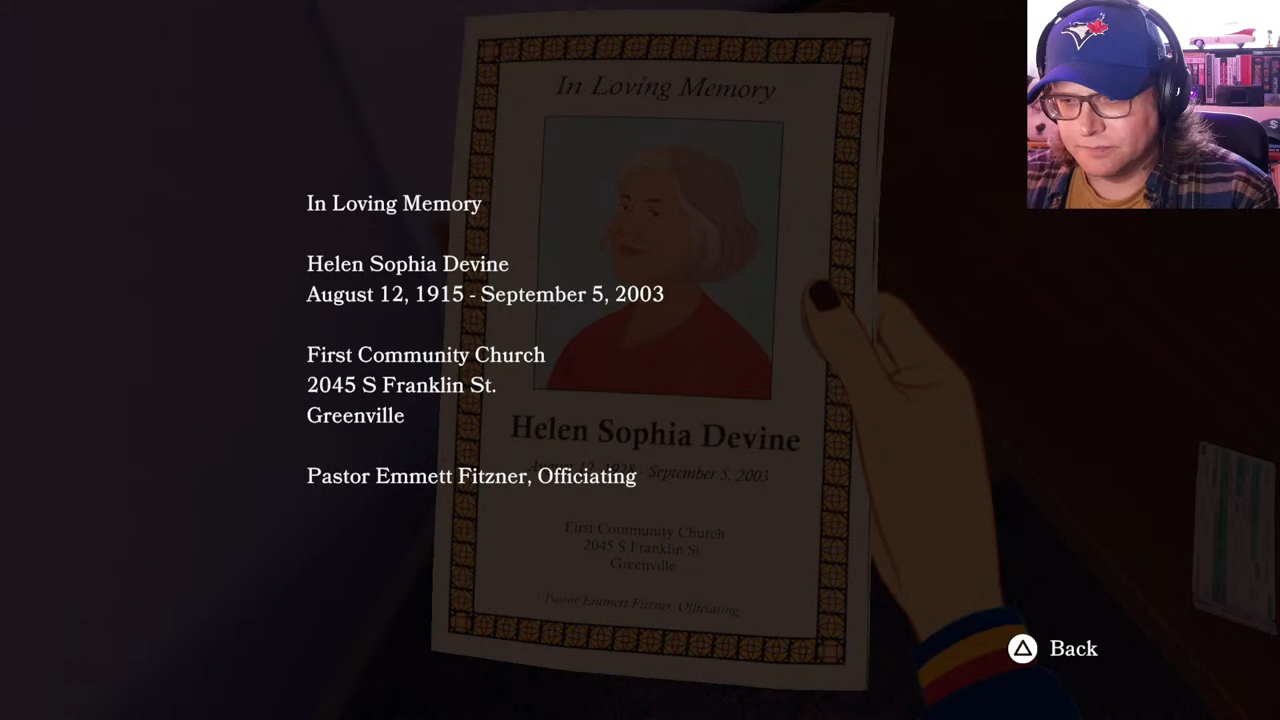 In Loving Memory
Helen Sophia Devine
August 12, 1915 - September 5, 2003
First Community Church
2045 S Franklin St.
Greenville
Pastor Emmett Fitzner, Officiating
In Loving Memory
Helen Sophia Devine
September 5, 2003
First Community Church
2045 S Franklin St
Greenville
Pastor Emmett Fitzner, Officiating
Back